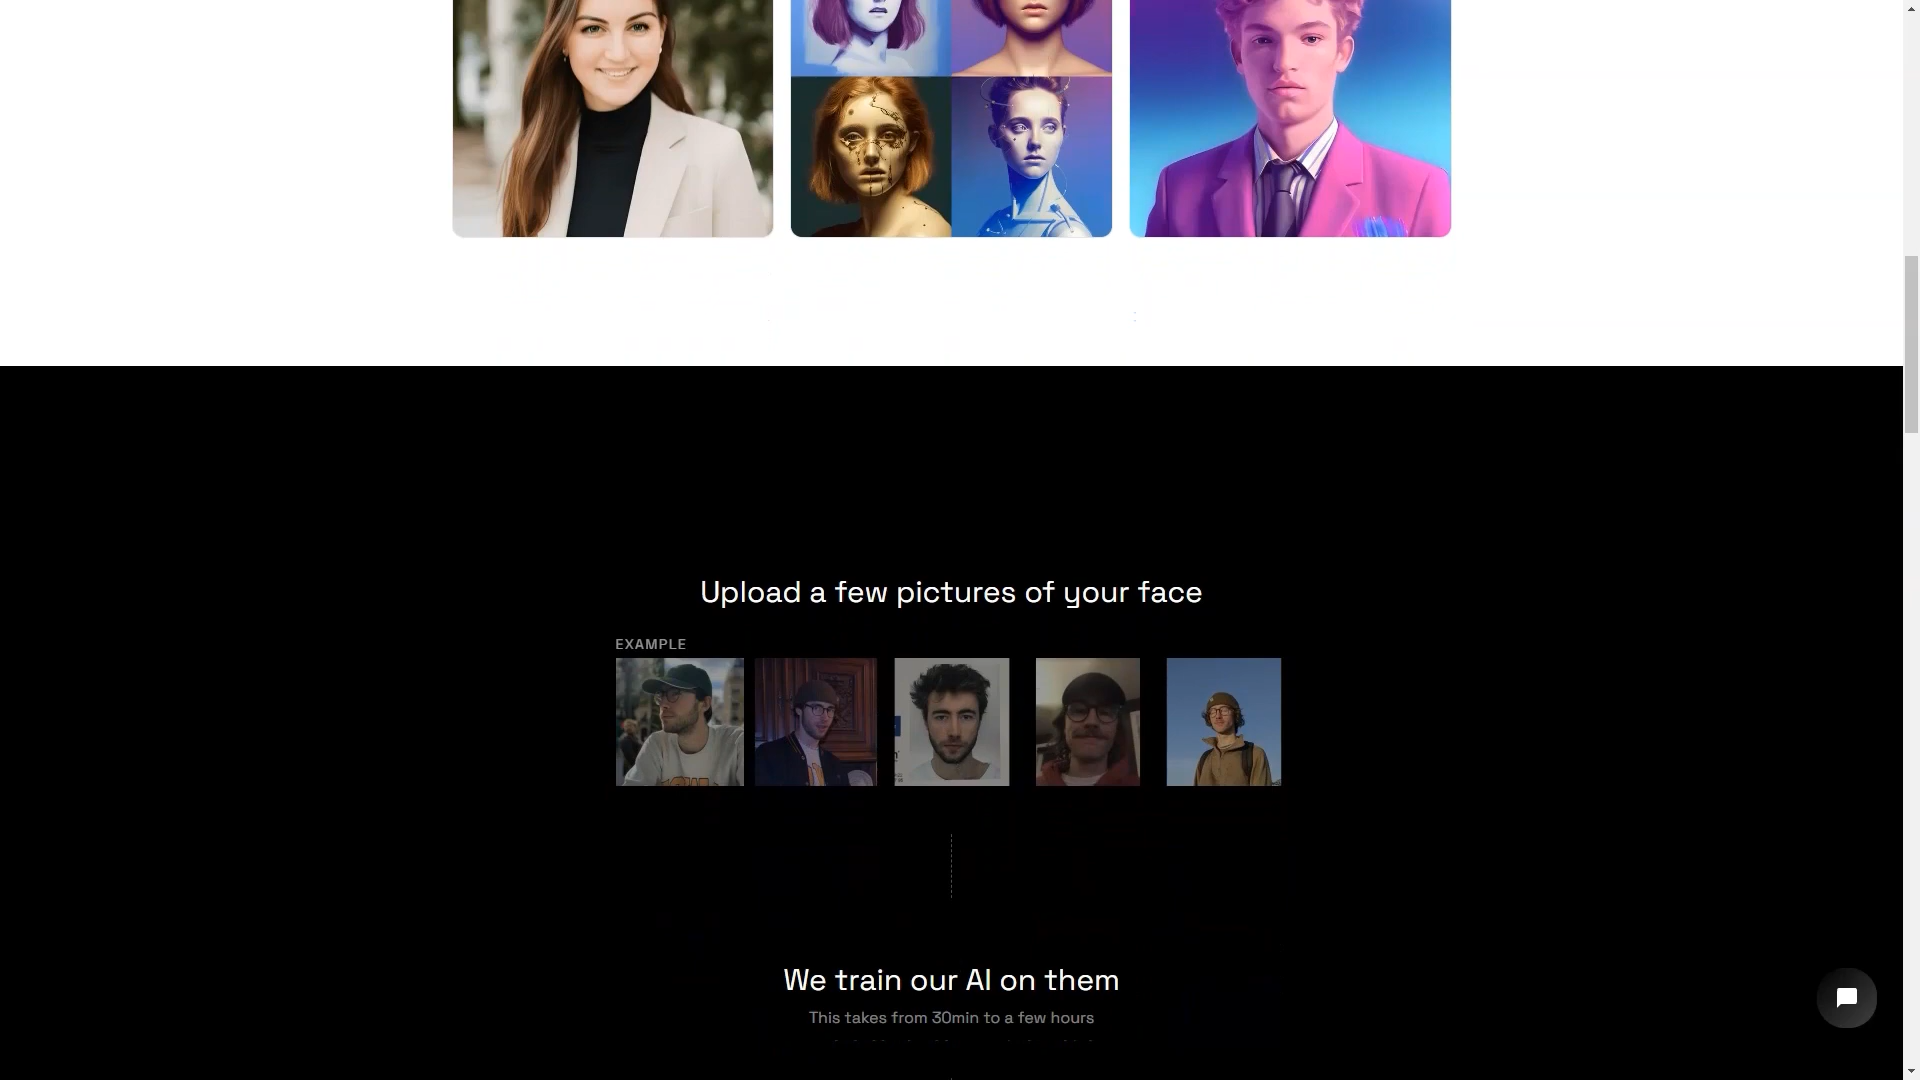 Upload a few pictures of your face
EXAMPLE
We train our AI on them
This takes from 30min to a few hours